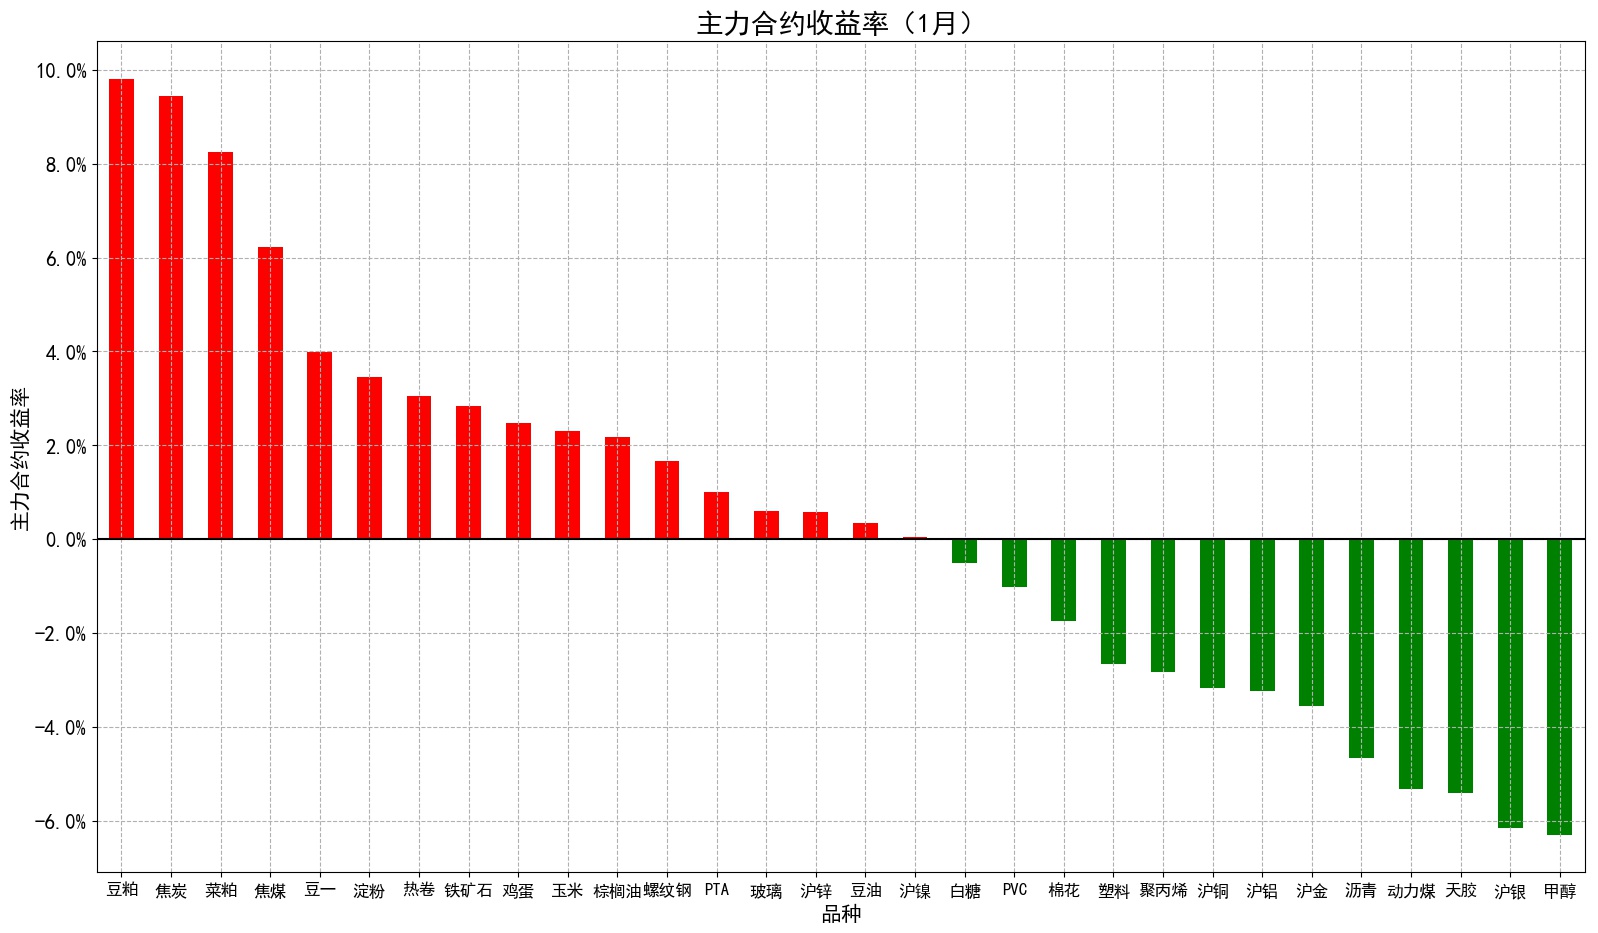 主力合约收益率（1月）
主力合约收益率
10.0%
8.0%
6.0%
4.0%
2.0%
0.0%
−2.0%
−4.0%
−6.0%
豆粕 焦炭 菜粕 焦煤 豆一 淀粉 热卷 铁矿石 鸡蛋 玉米 棕榈油 螺纹钢 PTA 玻璃 沪锌 豆油 沪镍 白糖 PVC 棉花 塑料 聚丙烯 沪铜 沪铝 沪金 沥青 动力煤 天胶 沪银 甲醇
品种